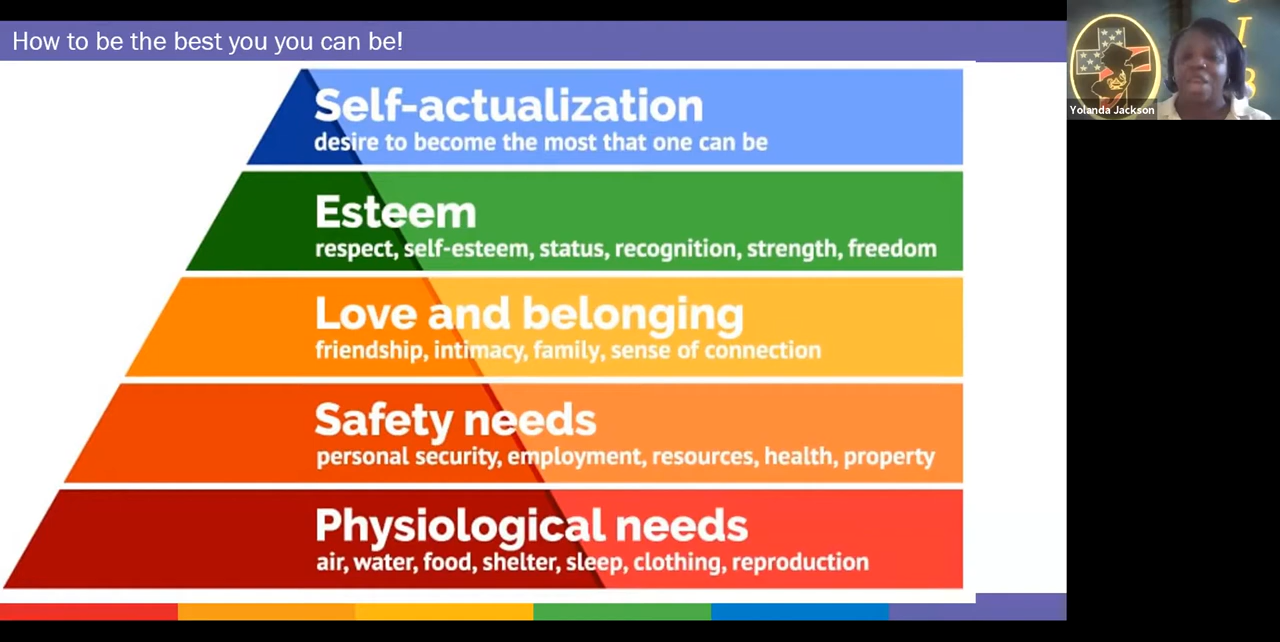 How to be the best you you can be!
Self-actualization
desire to become the most that one can be
Esteem
respect, self-esteem, status, recognition, strength, freedom
Love and belonging
friendship, intimacy, family, sense of connection
Safety needs
personal security, employment, resources, health, property
Physiological needs
air, water, food, shelter, sleep, clothing, reproduction
Yolanda Jackson